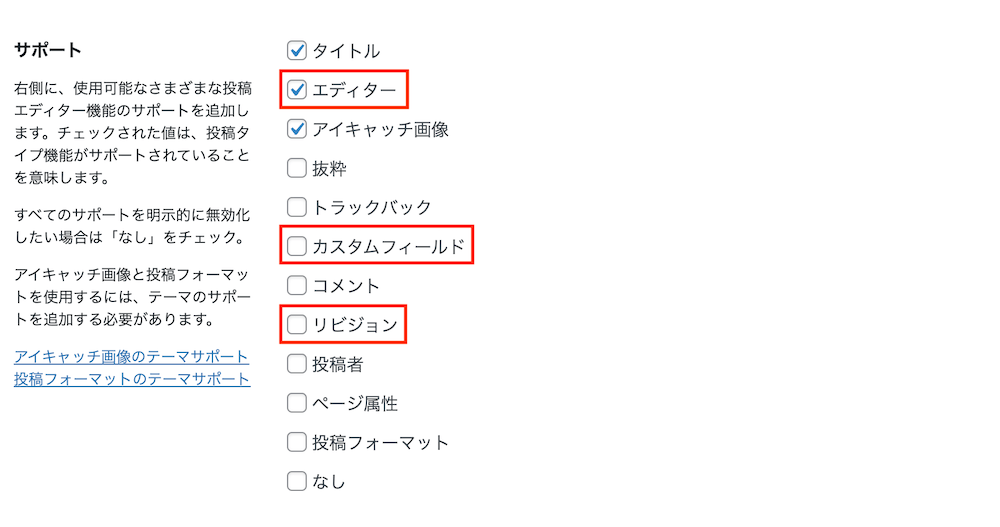 サポート
右側に、使用可能なさまざまな投稿
エディター機能のサポートを追加し
ます。チェックされた値は、投稿タ
イプ機能がサポートされていること
を意味します。
すべてのサポートを明示的に無効化
したい場合は「なし」をチェック。
アイキャッチ画像と投稿フォーマッ
トを使用するには、テーマのサポー
トを追加する必要があります。
アイキャッチ画像のテーマサポート
投稿フォーマットのテーマサポート
タイトル
エディター
アイキャッチ画像
抜粋
トラックバック
カスタムフィールド
コメント
リビジョン
投稿者
ページ属性
投稿フォーマット
なし